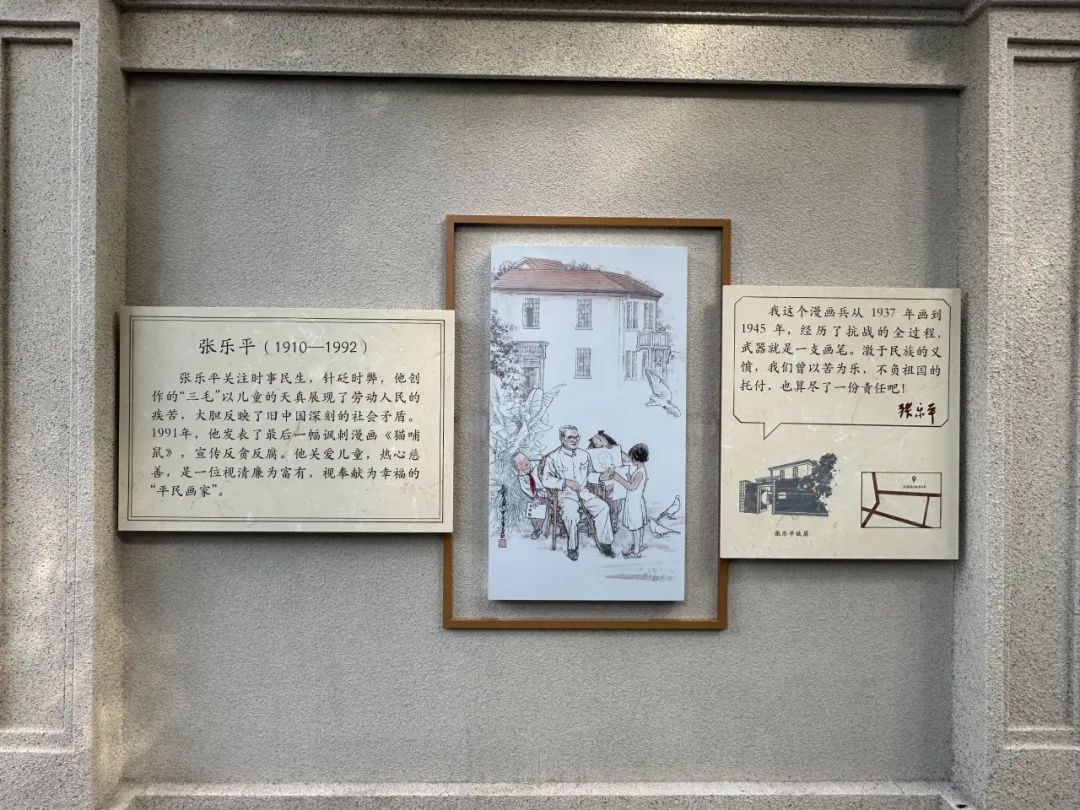 张乐平（1910—1992）
张乐平关注时事民生，针砭时弊，他创
作的“三毛”以儿童的天真展现了劳动人民的
疾苦，大胆反映了旧中国深刻的社会矛盾。
1991年，他发表了最后一幅讽刺漫画《猫哺
鼠》，宣传反贪反腐。他关爱儿童，热心慈
善，是一位视清廉为富有，视奉献为幸福的
“平民画家”。
我这个漫画兵从 1937 年画到
1945 年，经历了抗战的全过程，
武器就是一支画笔。激于民族的义
愤，我们曾以苦为乐，不负祖国的
托付，也算尽了一份责任吧！
张乐平
张乐平故居